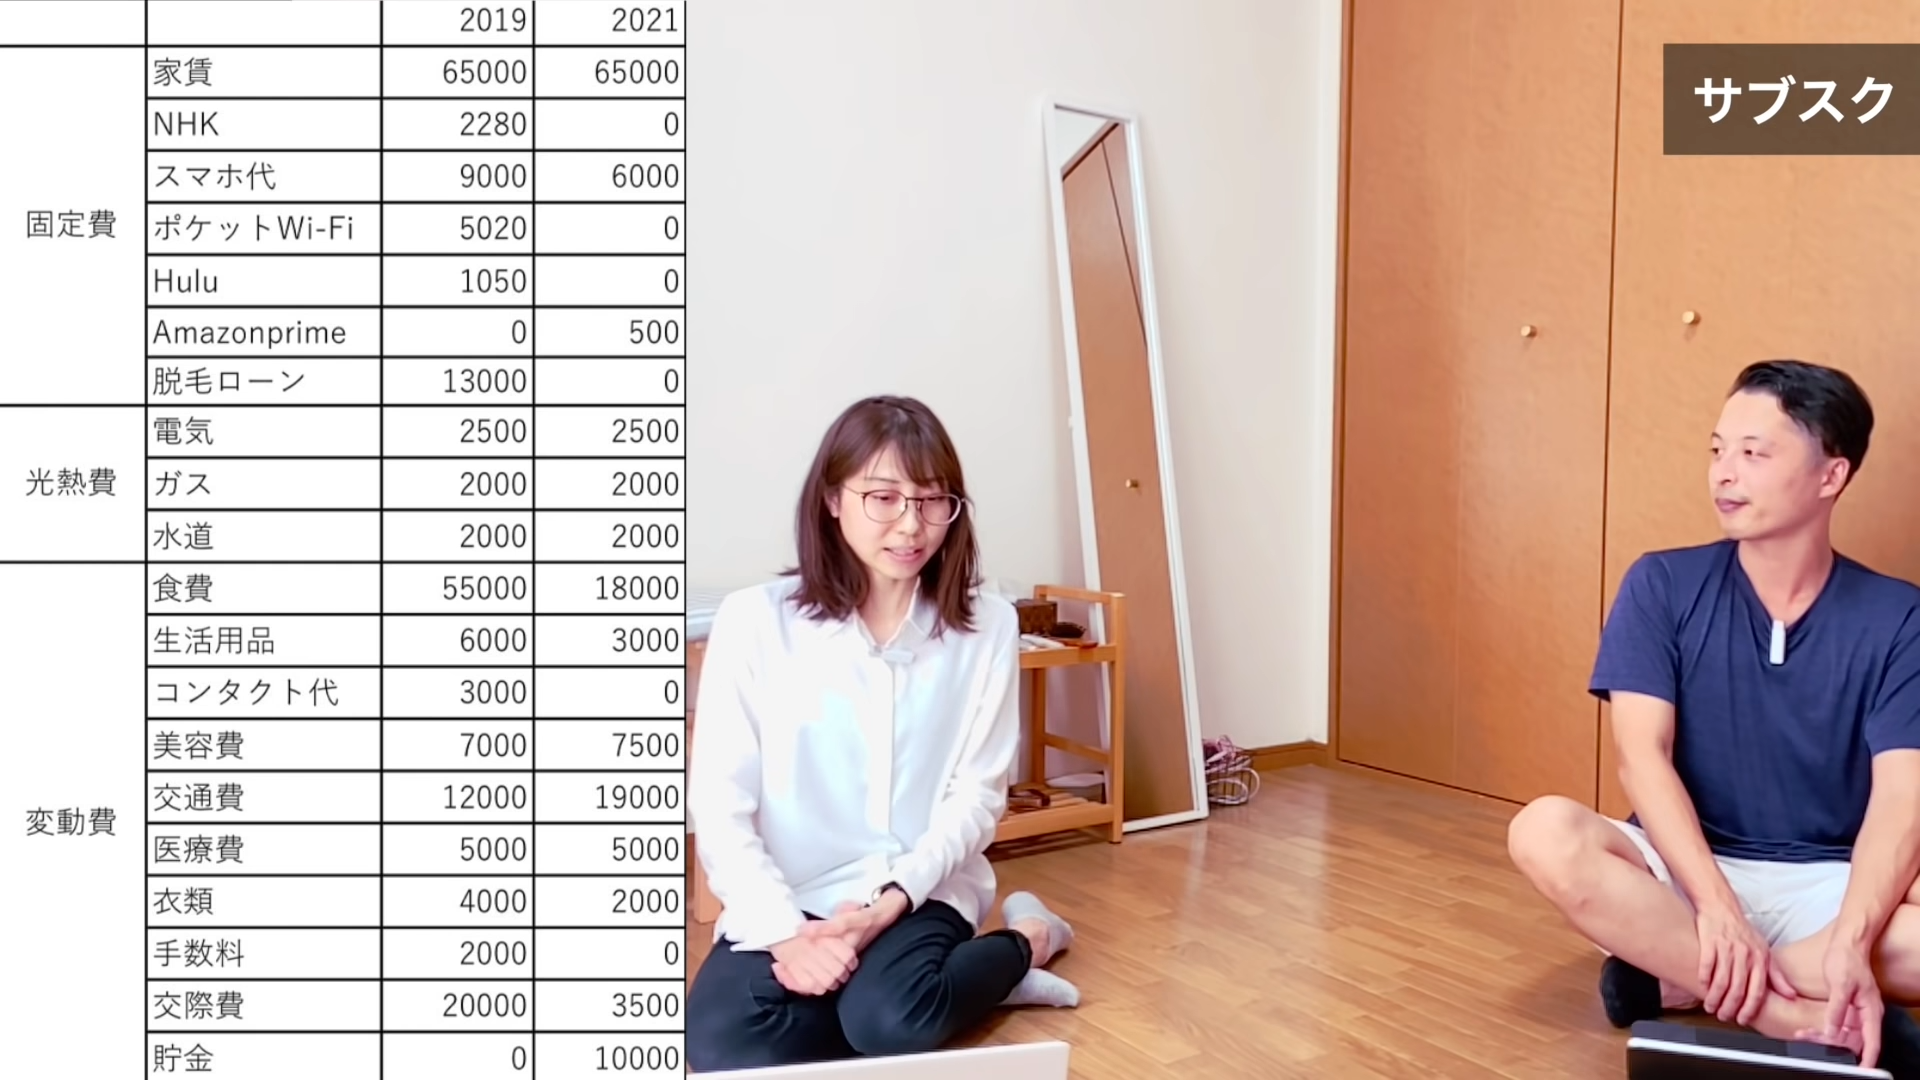 2019 2021
固定費
家賃 65000 65000
NHK 2280 0
スマホ代 9000 6000
ポケットWi-Fi 5020 0
Hulu 1050 0
Amazonprime 0 500
脱毛ローン 13000 0
光熱費
電気 2500 2500
ガス 2000 2000
水道 2000 2000
変動費
食費 55000 18000
生活用品 6000 3000
コンタクト代 3000 0
美容費 7000 7500
交通費 12000 19000
医療費 5000 5000
衣類 4000 2000
手数料 2000 0
交際費 20000 3500
貯金 0 10000
サブスク